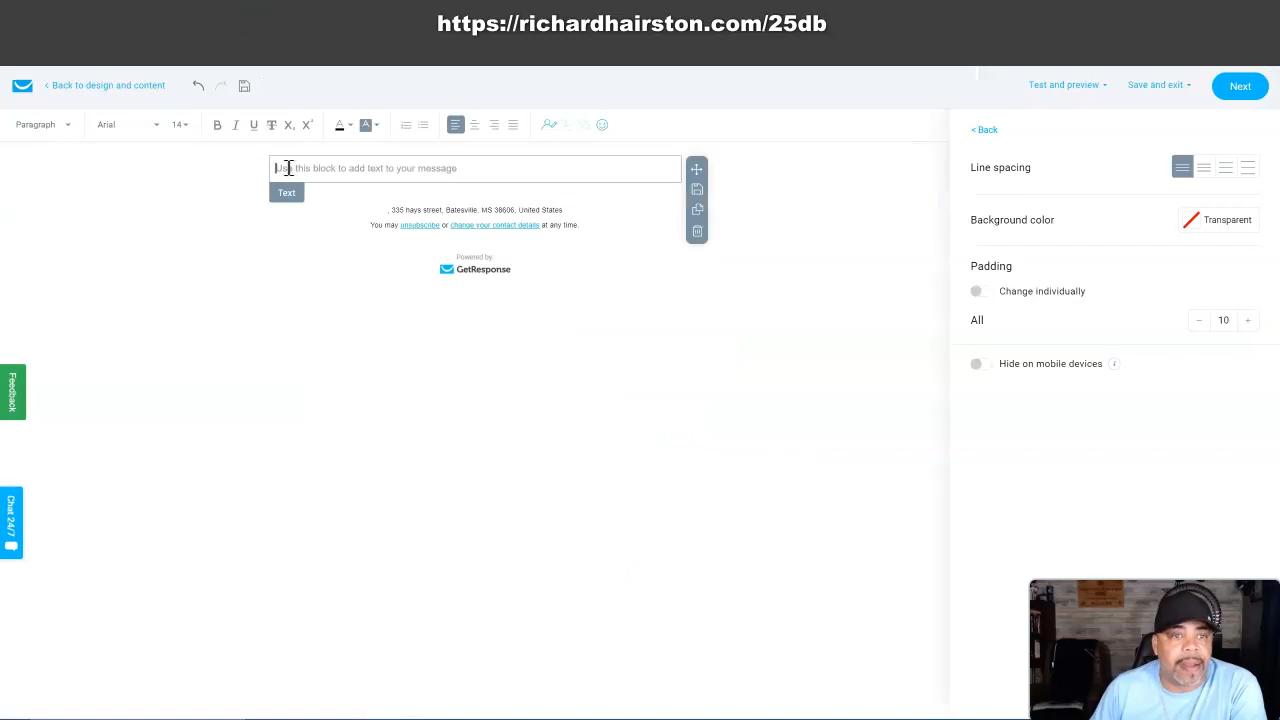 https://richardhairston.com/25db
< Back to design and content
Test and preview
Save and exit
Next
Paragraph
Arial
14
B I U T X, X^
A
A
< Back
Line spacing
Use this block to add text to your message
Text
, 335 hays street, Batesville, MS 38606, United States
You may unsubscribe or change your contact details at any time.
Background color
Transparent
Powered by:
GetResponse
Padding
Change individually
All
− 10 +
Hide on mobile devices
Feedback
Chat 24/7